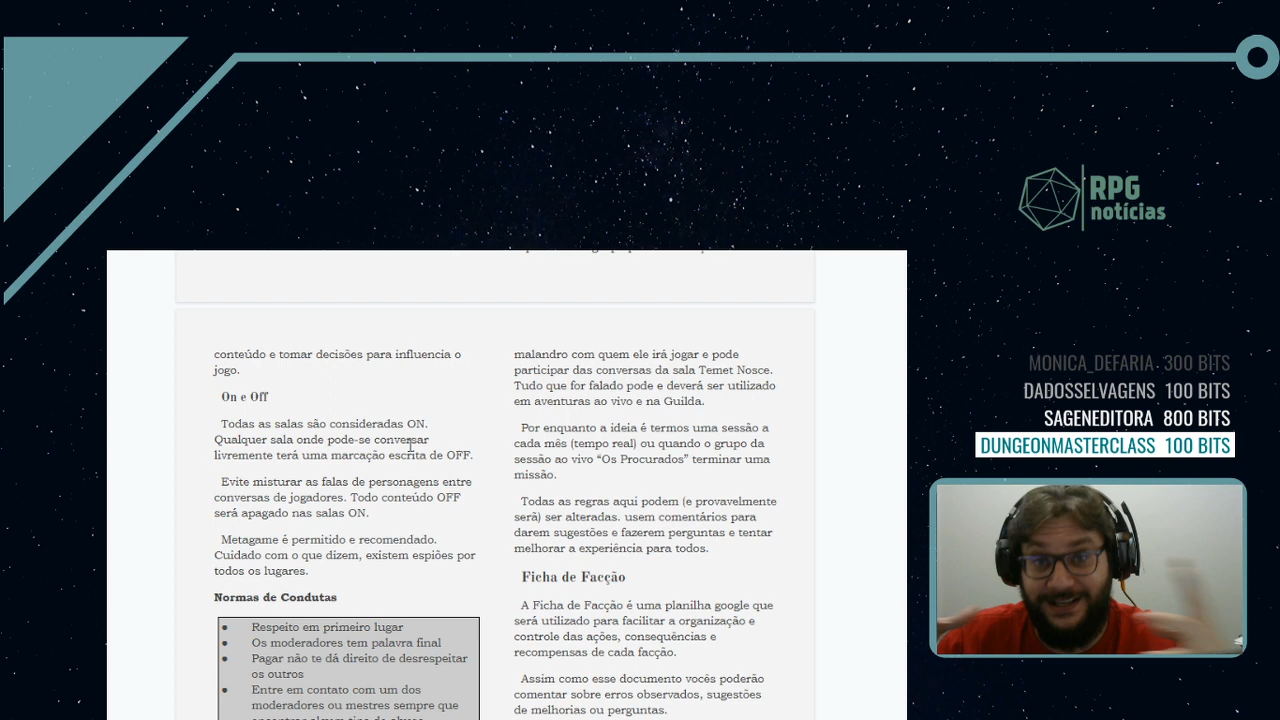 RPG
notícias
conteúdo e tomar decisões para influencia o
jogo.
On e Off
Todas as salas são consideradas ON.
Qualquer sala onde pode-se conversar
livremente terá uma marcação escrita de OFF.
Evite misturar as falas de personagens entre
conversas de jogadores. Todo conteúdo OFF
será apagado nas salas ON.
Metagame é permitido e recomendado.
Cuidado com o que dizem, existem espiões por
todos os lugares.
Normas de Condutas
● Respeito em primeiro lugar
● Os moderadores tem palavra final
● Pagar não te dá direito de desrespeitar
os outros
● Entre em contato com um dos
moderadores ou mestres sempre que
malandro com quem ele irá jogar e pode
participar das conversas da sala Temet Nosce.
Tudo que for falado pode e deverá ser utilizado
em aventuras ao vivo e na Guilda.
Por enquanto a ideia é termos uma sessão a
cada mês (tempo real) ou quando o grupo da
sessão ao vivo “Os Procurados” terminar uma
missão.
Todas as regras aqui podem (e provavelmente
será) ser alteradas. usem comentários para
darem sugestões e fazerem perguntas e tentar
melhorar a experiência para todos.
Ficha de Facção
A Ficha de Facção é uma planilha google que
será utilizado para facilitar a organização e
controle das ações, consequências e
recompensas de cada facção.
Assim como esse documento vocês poderão
comentar sobre erros observados, sugestões
de melhorias ou perguntas.
MONICA_DEFARIA 300 BITS
DADOSSELVAGENS 100 BITS
SAGENEDITORA 800 BITS
DUNGEONMASTERCLASS 100 BITS